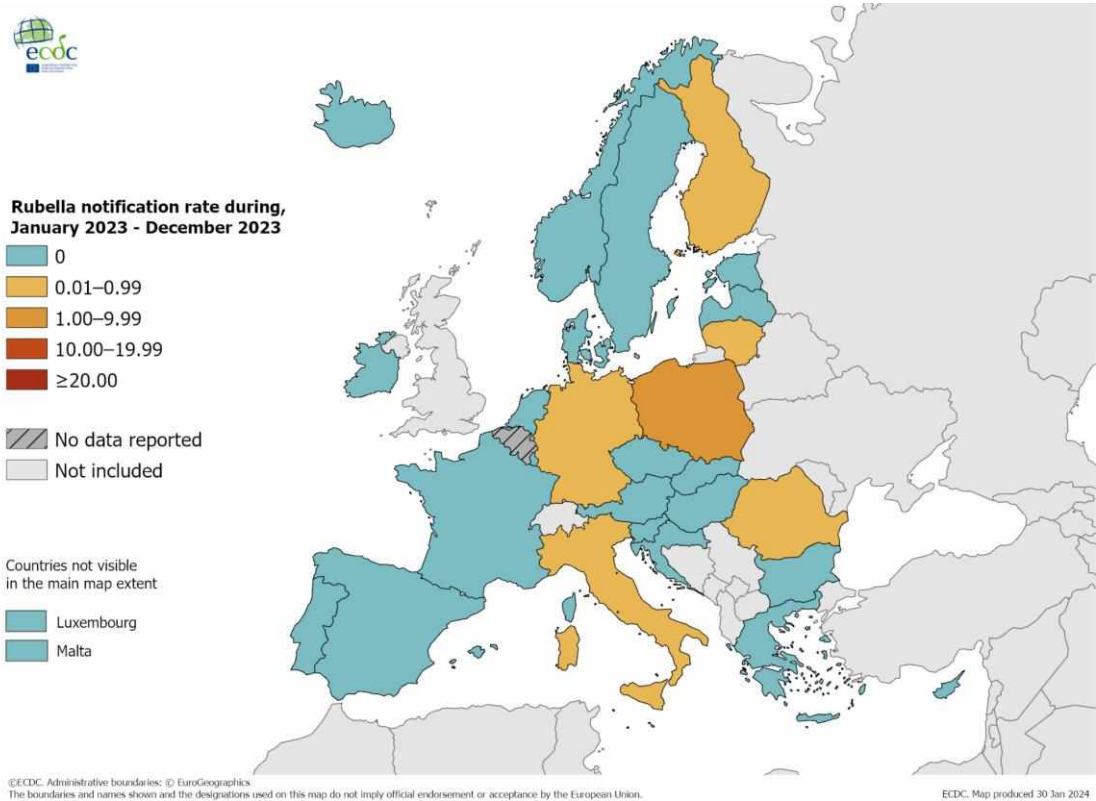 ecdc
Rubella notification rate during,
January 2023 - December 2023
0
0.01–0.99
1.00–9.99
10.00–19.99
≥20.00
No data reported
Not included
Countries not visible
in the main map extent
Luxembourg
Malta
©ECDC. Administrative boundaries: © EuroGeographics
The boundaries and names shown and the designations used on this map do not imply official endorsement or acceptance by the European Union.
ECDC. Map produced 30 Jan 2024